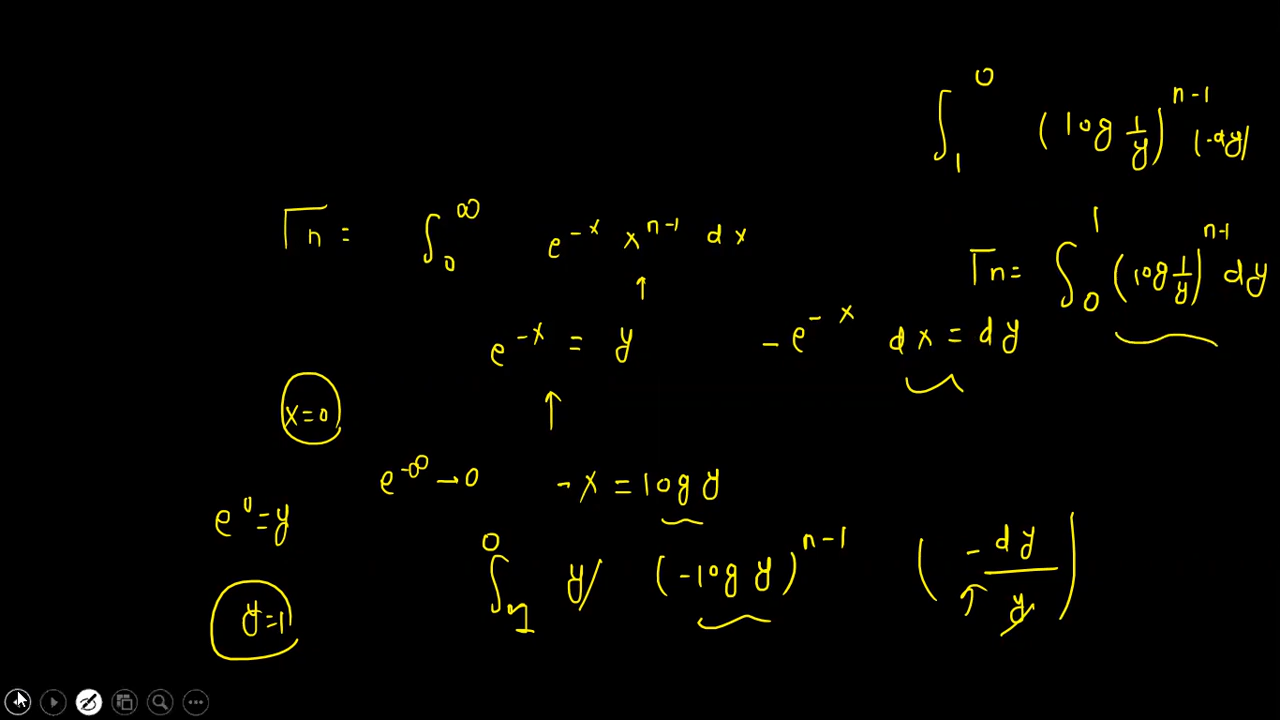 ∫₁⁰ (log 1/y)ⁿ⁻¹ (-dy)
Γn = ∫₀^∞ e⁻ˣ xⁿ⁻¹ dx
Γn = ∫₀¹ (log 1/y)ⁿ⁻¹ dy
e⁻ˣ = y
-e⁻ˣ dx = dy
x=0
e^-∞ → 0
-x = log y
e⁰ = y
∫₁⁰ y (-log y)ⁿ⁻¹ (-dy/y)
y=1